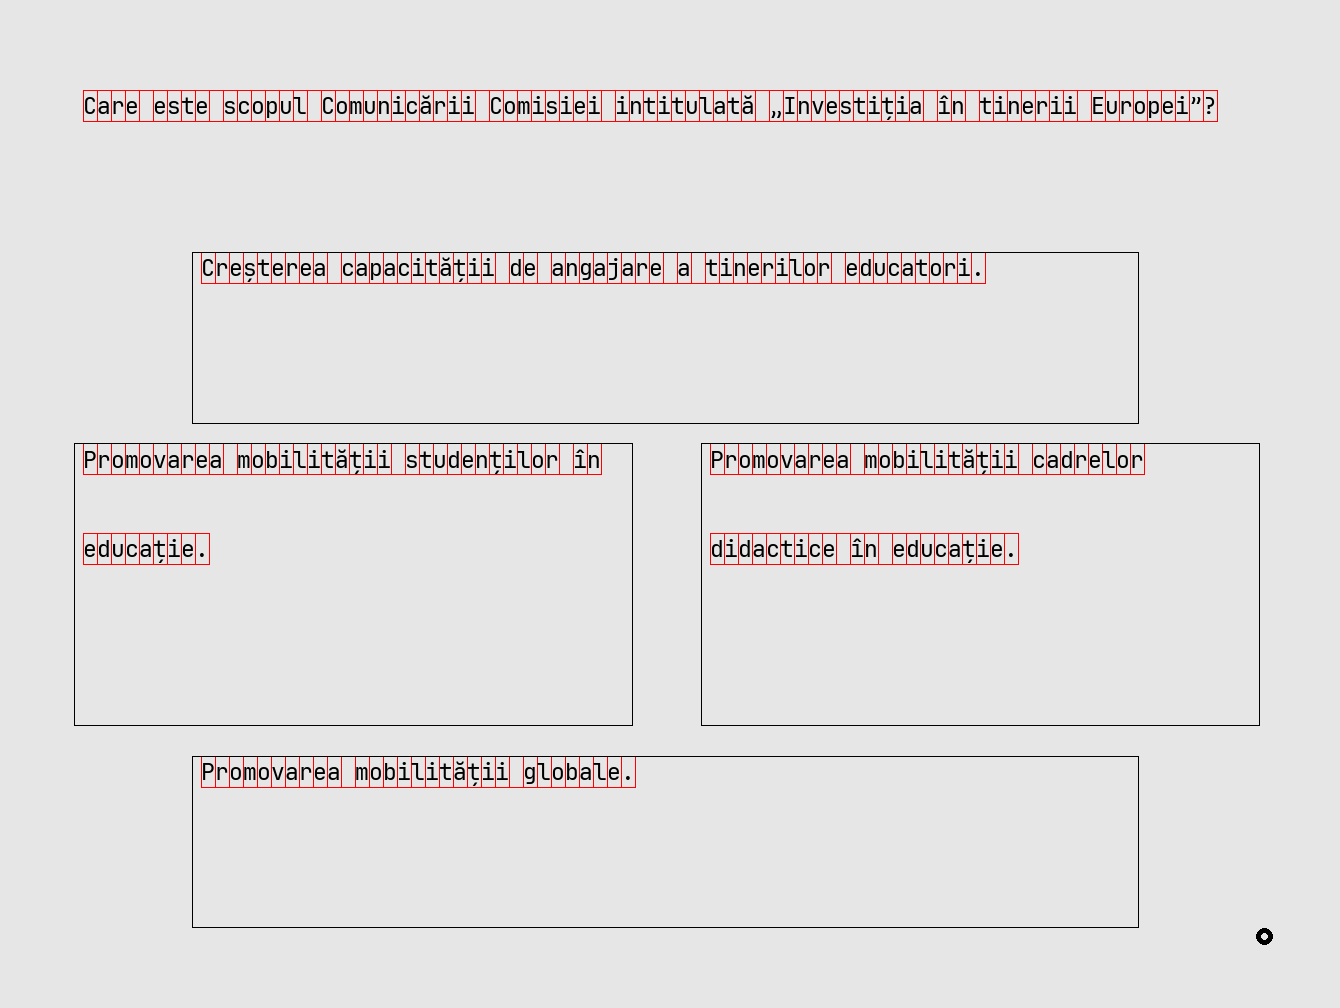 Care este scopul Comunicării Comisiei intitulată „Investiția în tinerii Europei”?
Creșterea capacității de angajare a tinerilor educatori.
Promovarea mobilității studenților în
educație.
Promovarea mobilității cadrelor
didactice în educație.
Promovarea mobilității globale.